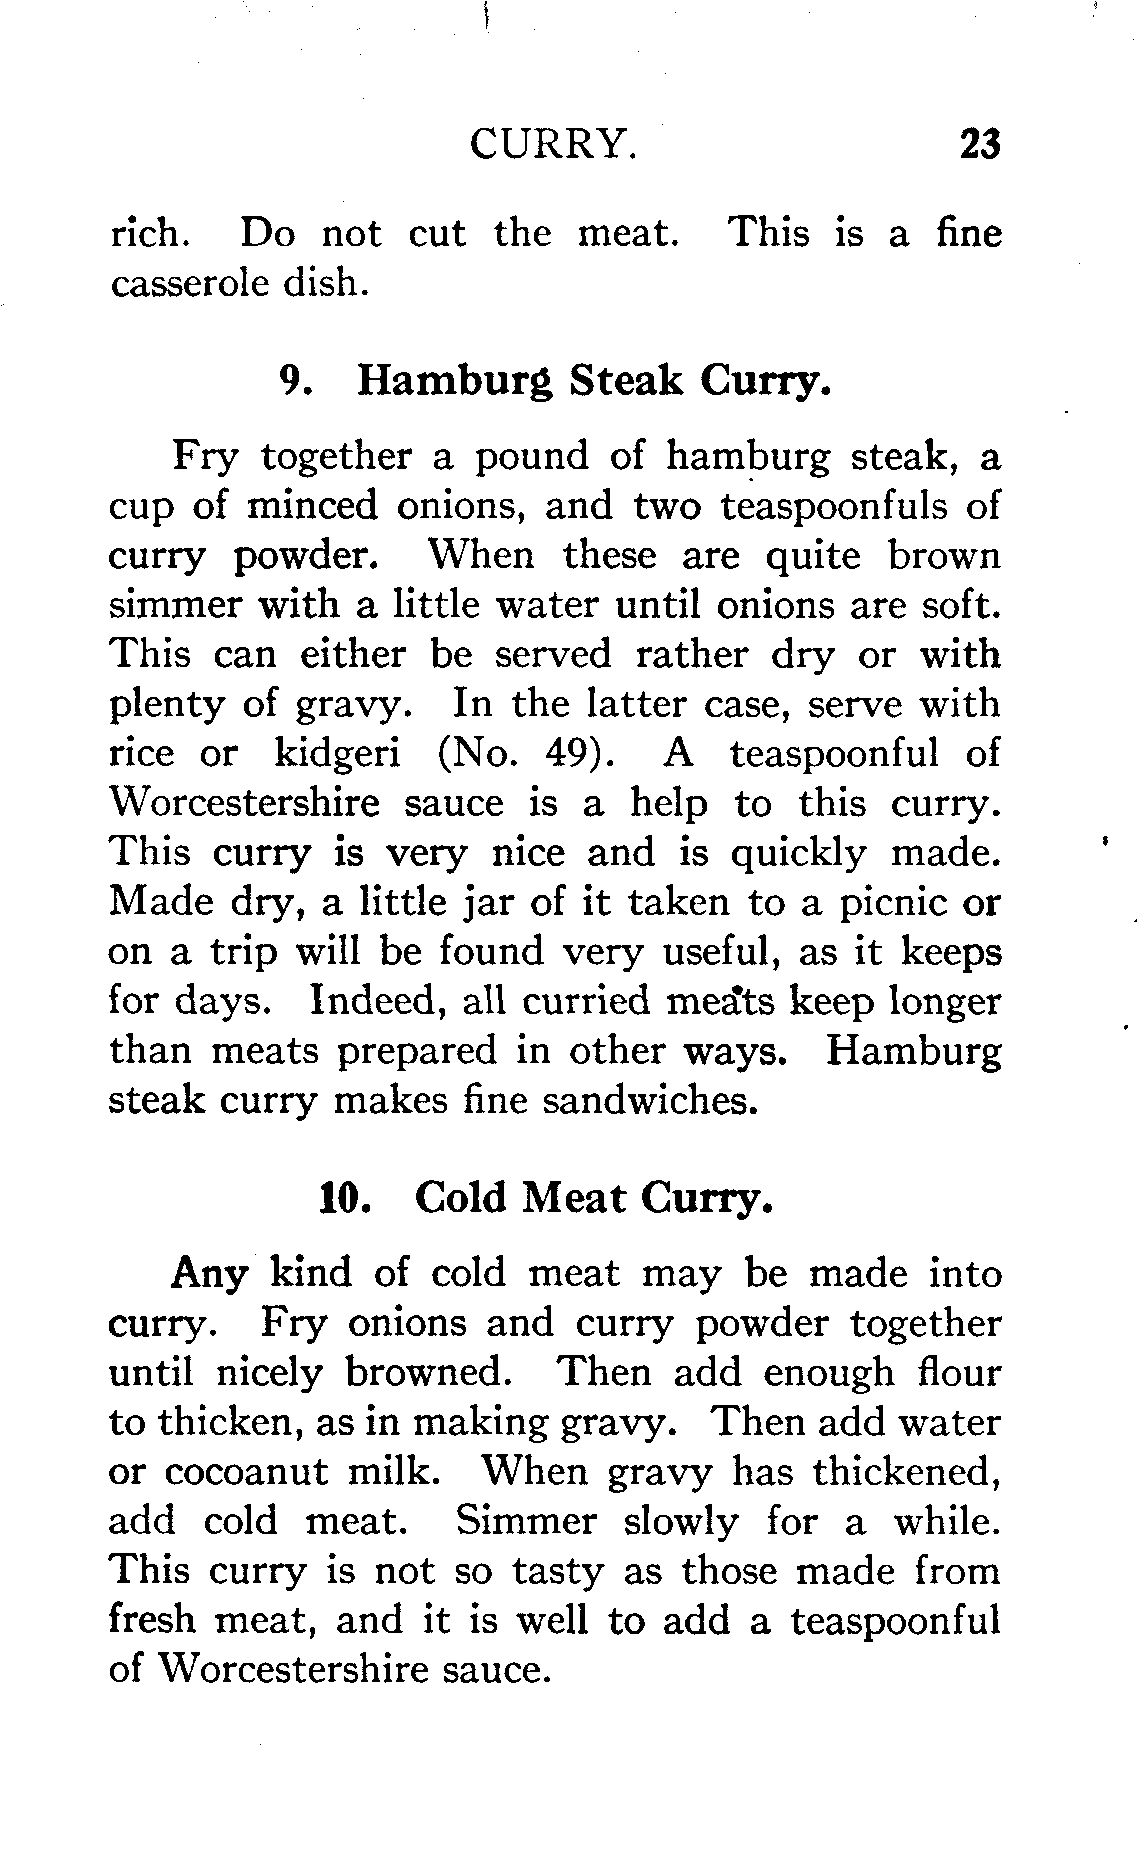 CURRY. 23
rich. Do not cut the meat. This is a fine
casserole dish.
9. Hamburg Steak Curry.
Fry together a pound of hamburg steak, a
cup of minced onions, and two teaspoonfuls of
curry powder. When these are quite brown
simmer with a little water until onions are soft.
This can either be served rather dry or with
plenty of gravy. In the latter case, serve with
rice or kidgeri (No. 49). A teaspoonful of
Worcestershire sauce is a help to this curry.
This curry is very nice and is quickly made.
Made dry, a little jar of it taken to a picnic or
on a trip will be found very useful, as it keeps
for days. Indeed, all curried meats keep longer
than meats prepared in other ways. Hamburg
steak curry makes fine sandwiches.
10. Cold Meat Curry.
Any kind of cold meat may be made into
curry. Fry onions and curry powder together
until nicely browned. Then add enough flour
to thicken, as in making gravy. Then add water
or cocoanut milk. When gravy has thickened,
add cold meat. Simmer slowly for a while.
This curry is not so tasty as those made from
fresh meat, and it is well to add a teaspoonful
of Worcestershire sauce.